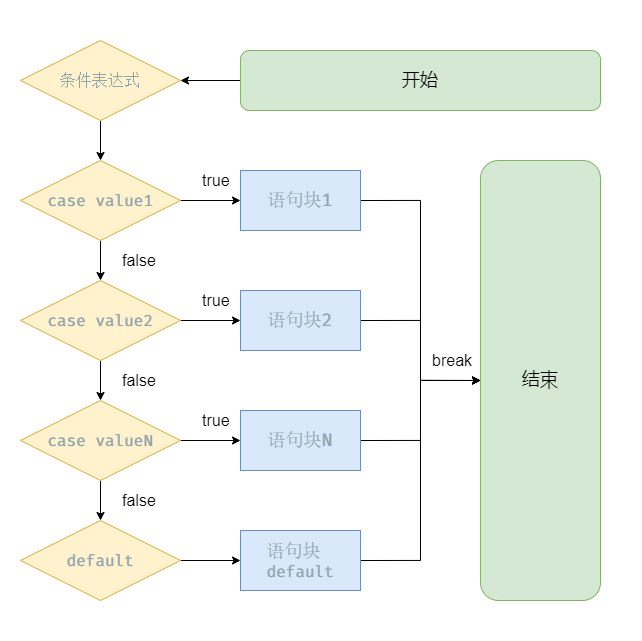 条件表达式
开始
case value1
true
语句块1
false
case value2
true
语句块2
break
结束
false
case valueN
true
语句块N
false
default
语句块
default